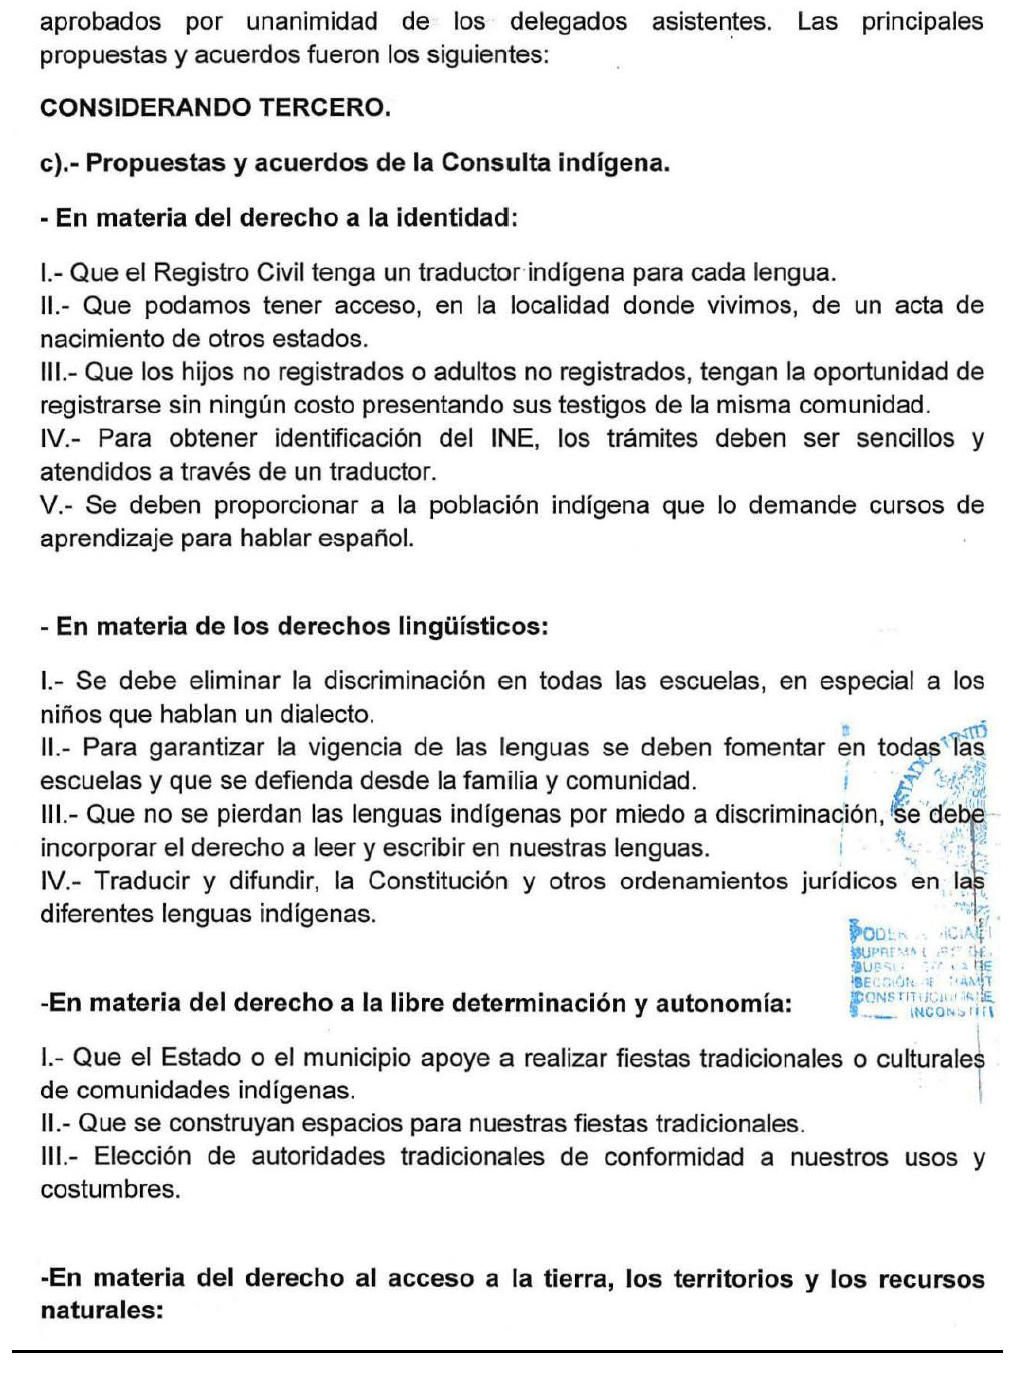 aprobados por unanimidad de los delegados asistentes. Las principales
propuestas y acuerdos fueron los siguientes:
CONSIDERANDO TERCERO.
c).- Propuestas y acuerdos de la Consulta indígena.
- En materia del derecho a la identidad:
I.- Que el Registro Civil tenga un traductor indígena para cada lengua.
II.- Que podamos tener acceso, en la localidad donde vivimos, de un acta de
nacimiento de otros estados.
III.- Que los hijos no registrados o adultos no registrados, tengan la oportunidad de
registrarse sin ningún costo presentando sus testigos de la misma comunidad.
IV.- Para obtener identificación del INE, los trámites deben ser sencillos y
atendidos a través de un traductor.
V.- Se deben proporcionar a la población indígena que lo demande cursos de
aprendizaje para hablar español.
- En materia de los derechos lingüísticos:
I.- Se debe eliminar la discriminación en todas las escuelas, en especial a los
niños que hablan un dialecto.
II.- Para garantizar la vigencia de las lenguas se deben fomentar en todas las
escuelas y que se defienda desde la familia y comunidad.
III.- Que no se pierdan las lenguas indígenas por miedo a discriminación, se debe
incorporar el derecho a leer y escribir en nuestras lenguas.
IV.- Traducir y difundir, la Constitución y otros ordenamientos jurídicos en las
diferentes lenguas indígenas.
-En materia del derecho a la libre determinación y autonomía:
I.- Que el Estado o el municipio apoye a realizar fiestas tradicionales o culturales
de comunidades indígenas.
II.- Que se construyan espacios para nuestras fiestas tradicionales.
III.- Elección de autoridades tradicionales de conformidad a nuestros usos y
costumbres.
-En materia del derecho al acceso a la tierra, los territorios y los recursos
naturales: